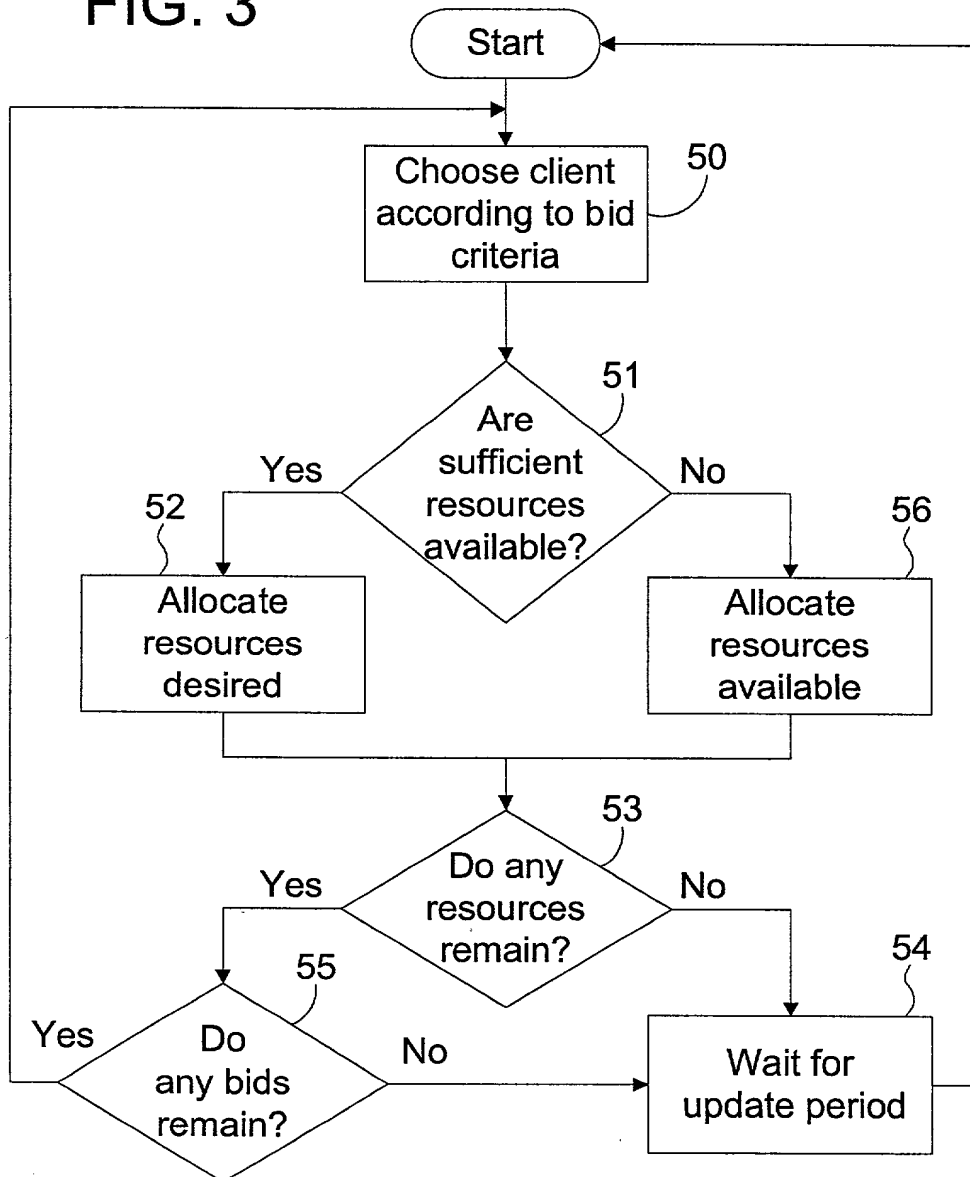 FIG. 3
Start
Choose client
according to bid
criteria
50
Are
sufficient
resources
available?
51
Yes
No
52
Allocate
resources
desired
56
Allocate
resources
available
Do any
resources
remain?
53
Yes
No
55
Do
any bids
remain?
Yes
No
54
Wait for
update period